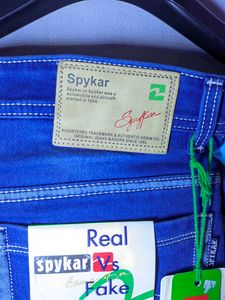 Spykar
Spykar or Spyker was a
automobile and aircraft
started in 1880.
Spykar
REGISTERED TRADEMARK & AUTHENTIC DENIM CO.
ORIGINAL JEANS MAKERS SINCE 1992
Real
spykar Vs
Fake
SPYKAR